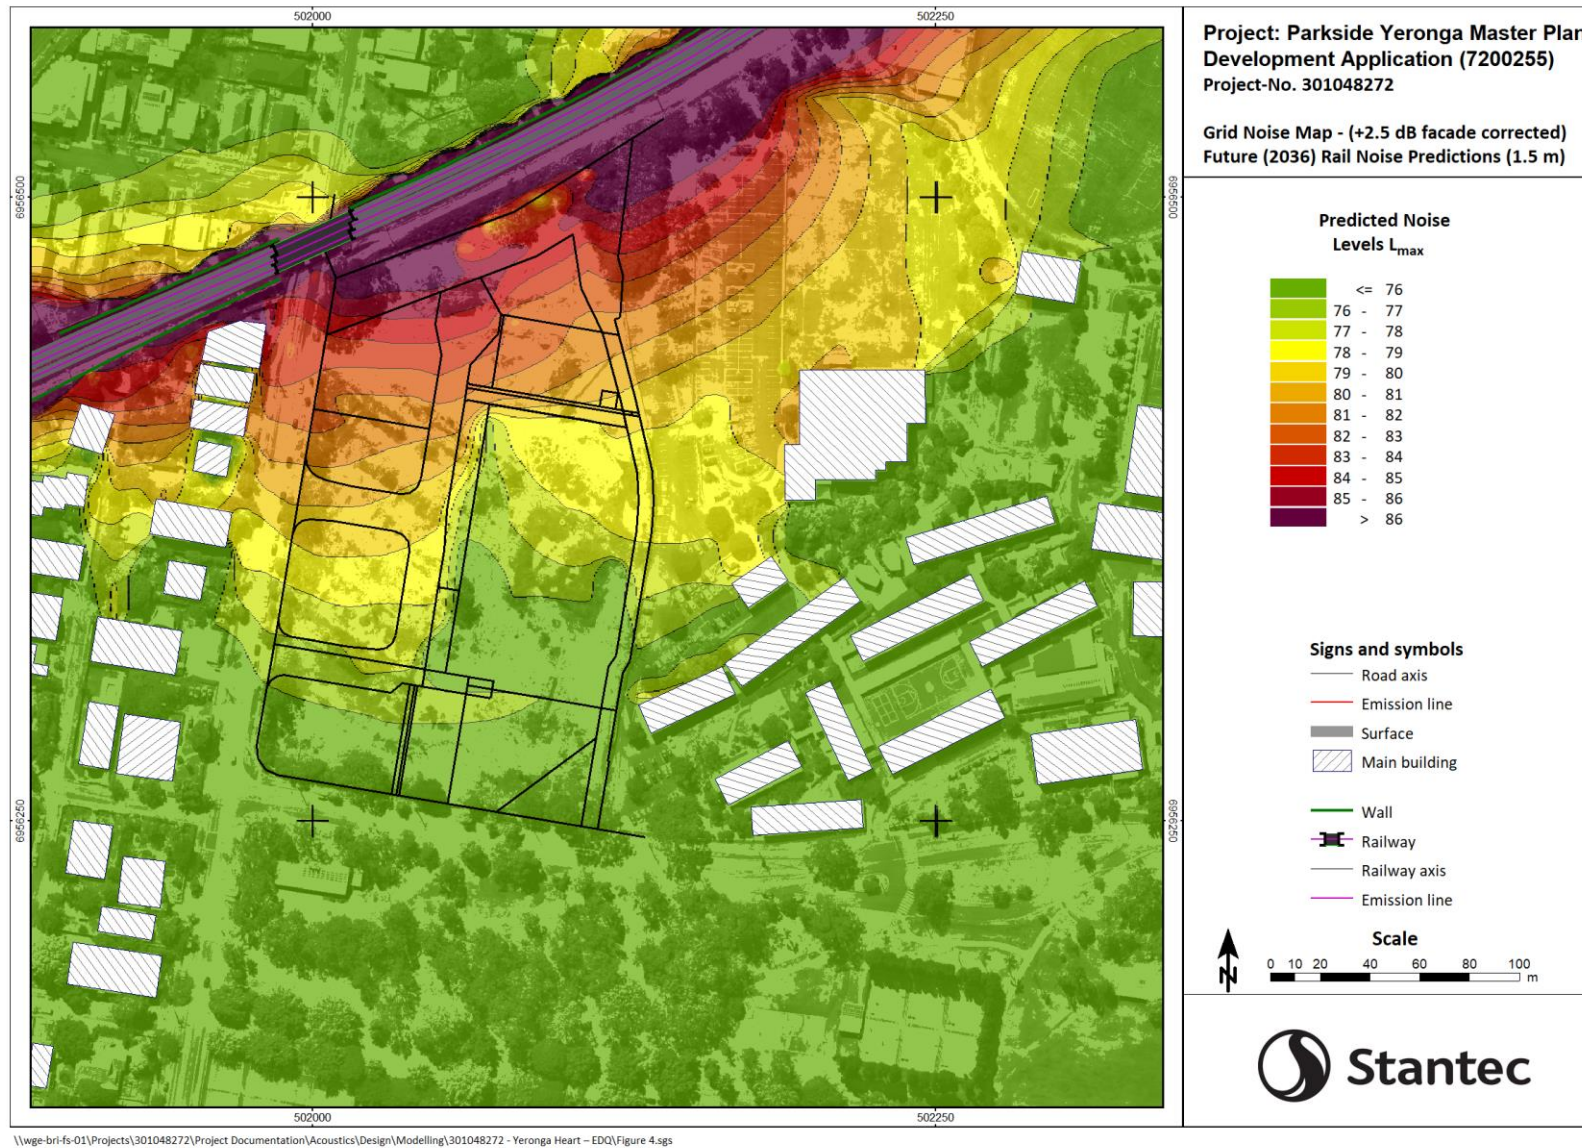 502000
502250
Project: Parkside Yeronga Master Plan
Development Application (7200255)
Project-No. 301048272
Grid Noise Map - (+2.5 dB facade corrected)
Future (2036) Rail Noise Predictions (1.5 m)
6956500
6956500
Predicted Noise
Levels Lmax
<= 76
76 - 77
77 - 78
78 - 79
79 - 80
80 - 81
81 - 82
82 - 83
83 - 84
84 - 85
85 - 86
> 86
Signs and symbols
Road axis
Emission line
Surface
Main building
Wall
Railway
Railway axis
Emission line
6956250
6956250
Scale
N
0 10 20 40 60 80 100
m
Stantec
502000
502250
\\wge-bri-fs-01\Projects\301048272\Project Documentation\Acoustics\Design\Modelling\301048272 - Yeronga Heart – EDQ\Figure 4.sgs